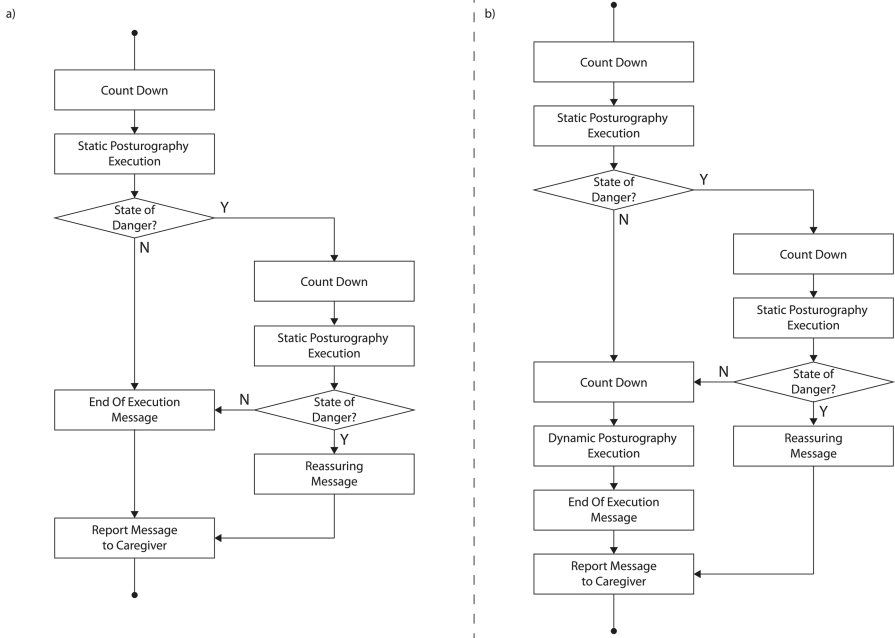 a)
Count Down
Static Posturography
Execution
State of
Danger?
Y
N
Count Down
Static Posturography
Execution
State of
Danger?
N
Y
End Of Execution
Message
Reassuring
Message
Report Message
to Caregiver
b)
Count Down
Static Posturography
Execution
State of
Danger?
Y
N
Count Down
Static Posturography
Execution
State of
Danger?
N
Y
Count Down
Reassuring
Message
Dynamic Posturography
Execution
End Of Execution
Message
Report Message
to Caregiver